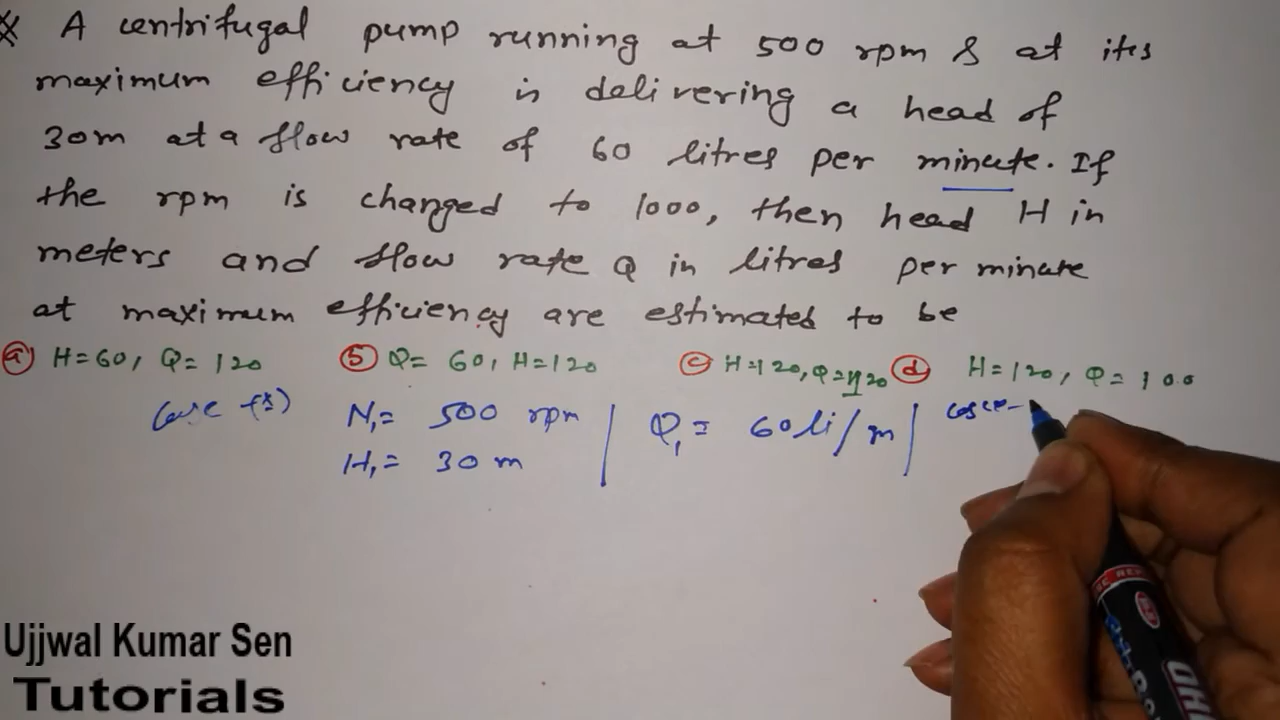 * A centrifugal pump running at 500 rpm & at its
maximum efficiency is delivering a head of
30m at a flow rate of 60 litres per minute. If
the rpm is changed to 1000, then head H in
meters and flow rate Q in litres per minute
at maximum efficiency are estimated to be
(a) H=60, Q=120 (b) Q= 60, H=120 (c) H=120, Q=120 (d) H=120, Q=100
Case N₁= 500 rpm Q₁= 60 li/m
H₁= 30 m
Ujjwal Kumar Sen
Tutorials